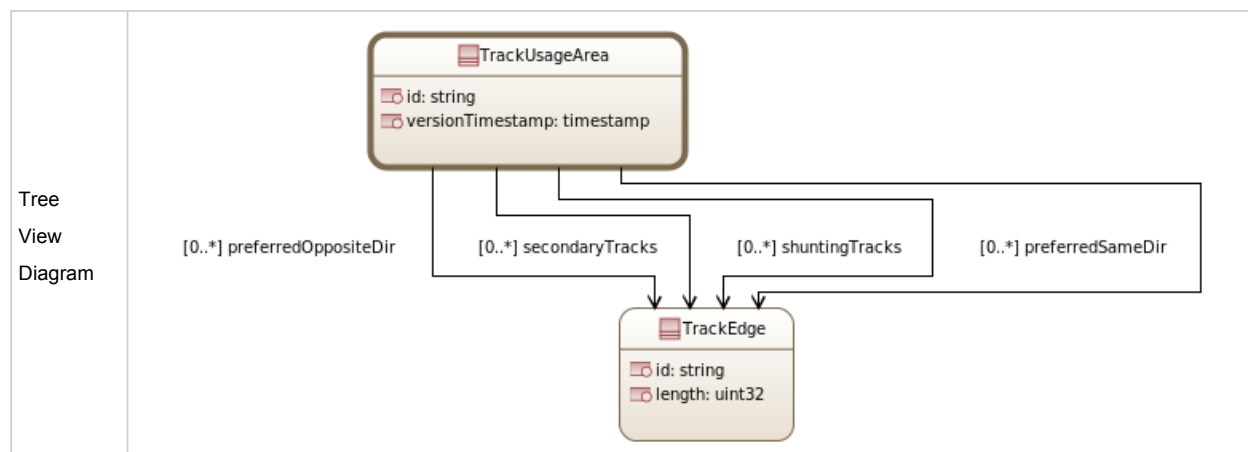 TrackUsageArea
id: string
versionTimestamp: timestamp
Tree
View
Diagram
[0..*] preferredOppositeDir
[0..*] secondaryTracks
[0..*] shuntingTracks
[0..*] preferredSameDir
TrackEdge
id: string
length: uint32